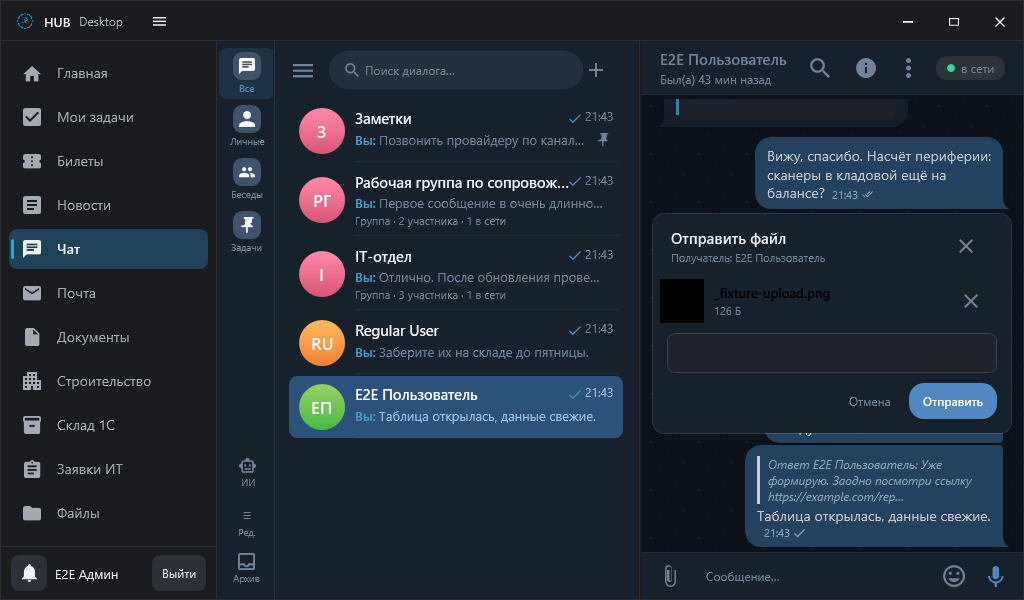 HUB Desktop
Главная
Мои задачи
Билеты
Новости
Чат
Почта
Документы
Строительство
Склад 1С
Заявки ИТ
Файлы
E2E Админ
Выйти
Все
Личные
Беседы
Задачи
ИИ
Ред.
Архив
Поиск диалога...
З
Заметки
21:43
Вы: Позвонить провайдеру по канал...
РГ
Рабочая группа по сопровож...
21:43
Вы: Первое сообщение в очень длинно...
Группа · 2 участника · 1 в сети
I
IT-отдел
21:43
Вы: Отлично. После обновления прове...
Группа · 3 участника · 1 в сети
RU
Regular User
21:43
Вы: Заберите их на складе до пятницы.
ЕП
E2E Пользователь
21:43
Вы: Таблица открылась, данные свежие.
E2E Пользователь
Был(а) 43 мин назад
в сети
Вижу, спасибо. Насчёт периферии:
сканеры в кладовой ещё на
балансе? 21:43
Отправить файл
Получатель: E2E Пользователь
_fixture-upload.png
126 Б
Отмена
Отправить
Ответ E2E Пользователь: Уже
формирую. Заодно посмотри ссылку
https://example.com/rep...
Таблица открылась, данные свежие.
21:43
Сообщение...